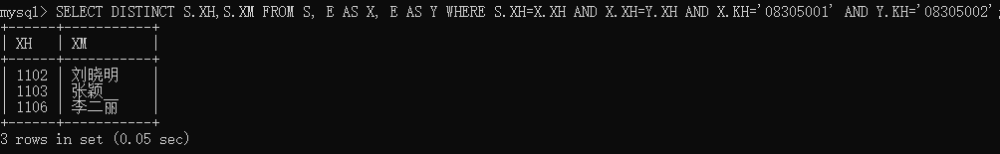 mysql> SELECT DISTINCT S.XH,S.XM FROM S, E AS X, E AS Y WHERE S.XH=X.XH AND X.XH=Y.XH AND X.KH='08305001' AND Y.KH='08305002';
+------+-----------+
| XH | XM |
+------+-----------+
| 1102 | 刘晓明 |
| 1103 | 张颖__ |
| 1106 | 李二丽 |
+------+-----------+
3 rows in set (0.05 sec)